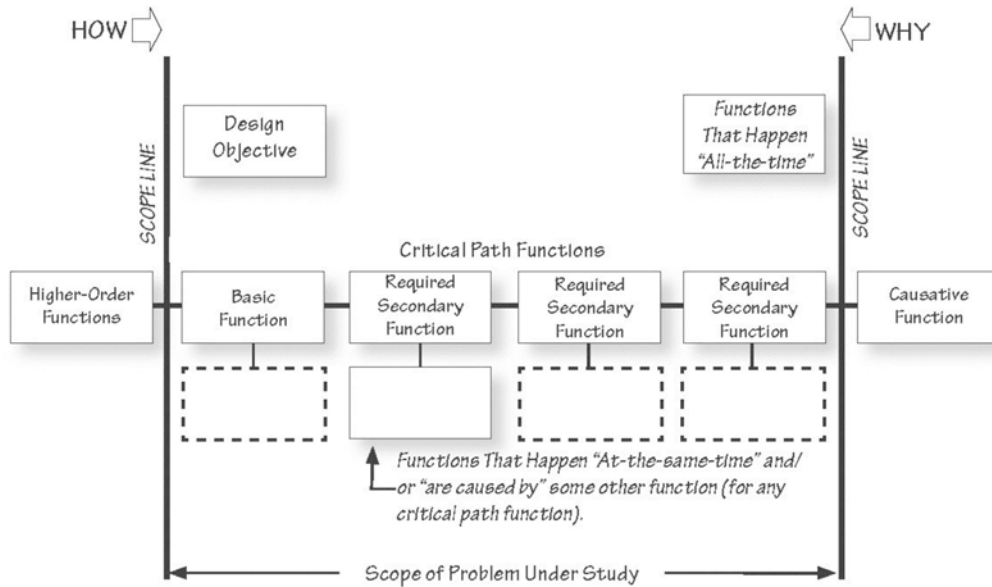 HOW
WHY
SCOPE LINE
Design
Objective
Functions
That Happen
“All-the-time”
SCOPE LINE
Critical Path Functions
Higher-Order
Functions
Basic
Function
Required
Secondary
Function
Required
Secondary
Function
Required
Secondary
Function
Causative
Function
Functions That Happen “At-the-same-time” and/
or “are caused by” some other function (for any
critical path function).
Scope of Problem Under Study